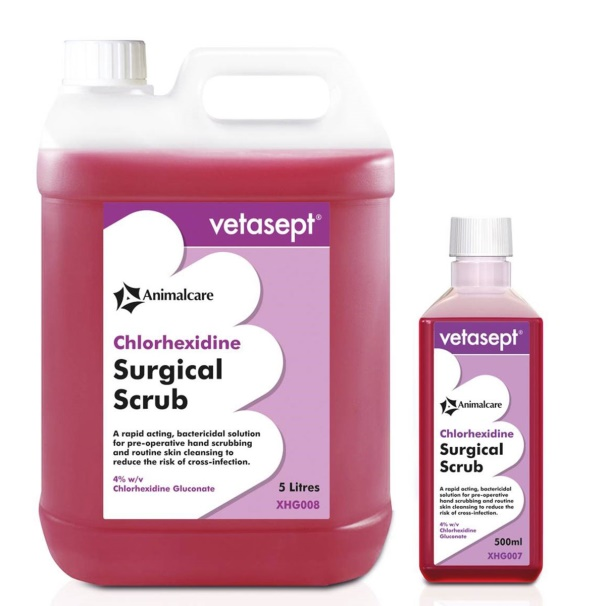 vetasept®
Animalcare
Chlorhexidine
Surgical
Scrub
A rapid acting, bactericidal solution
for pre-operative hand scrubbing
and routine skin cleansing to
reduce the risk of cross-infection.
4% w/v
Chlorhexidine Gluconate
5 Litres
XHG008
vetasept®
Animalcare
Chlorhexidine
Surgical
Scrub
A rapid acting, bactericidal
solution for pre-operative
hand scrubbing and routine
skin cleansing to reduce the
risk of cross-infection.
4% w/v
Chlorhexidine
Gluconate
500ml
XHG007